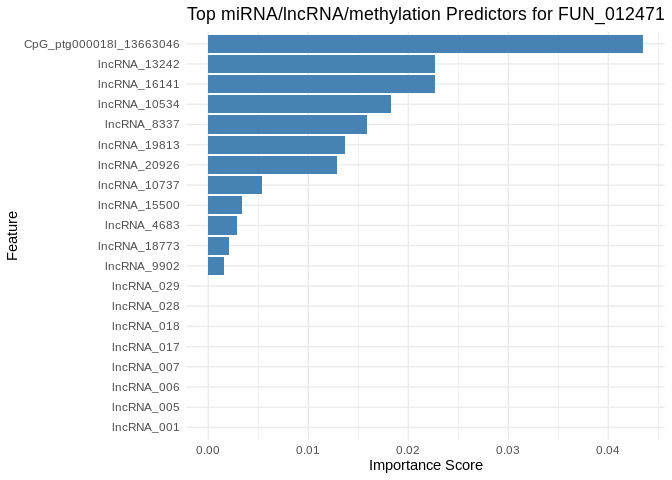 Top miRNA/lncRNA/methylation Predictors for FUN_012471
CpG_ptg000018l_13663046
lncRNA_13242
lncRNA_16141
lncRNA_10534
lncRNA_8337
lncRNA_19813
lncRNA_20926
lncRNA_10737
lncRNA_15500
lncRNA_4683
lncRNA_18773
lncRNA_9902
lncRNA_029
lncRNA_028
lncRNA_018
lncRNA_017
lncRNA_007
lncRNA_006
lncRNA_005
lncRNA_001
Feature
0.00 0.01 0.02 0.03 0.04
Importance Score